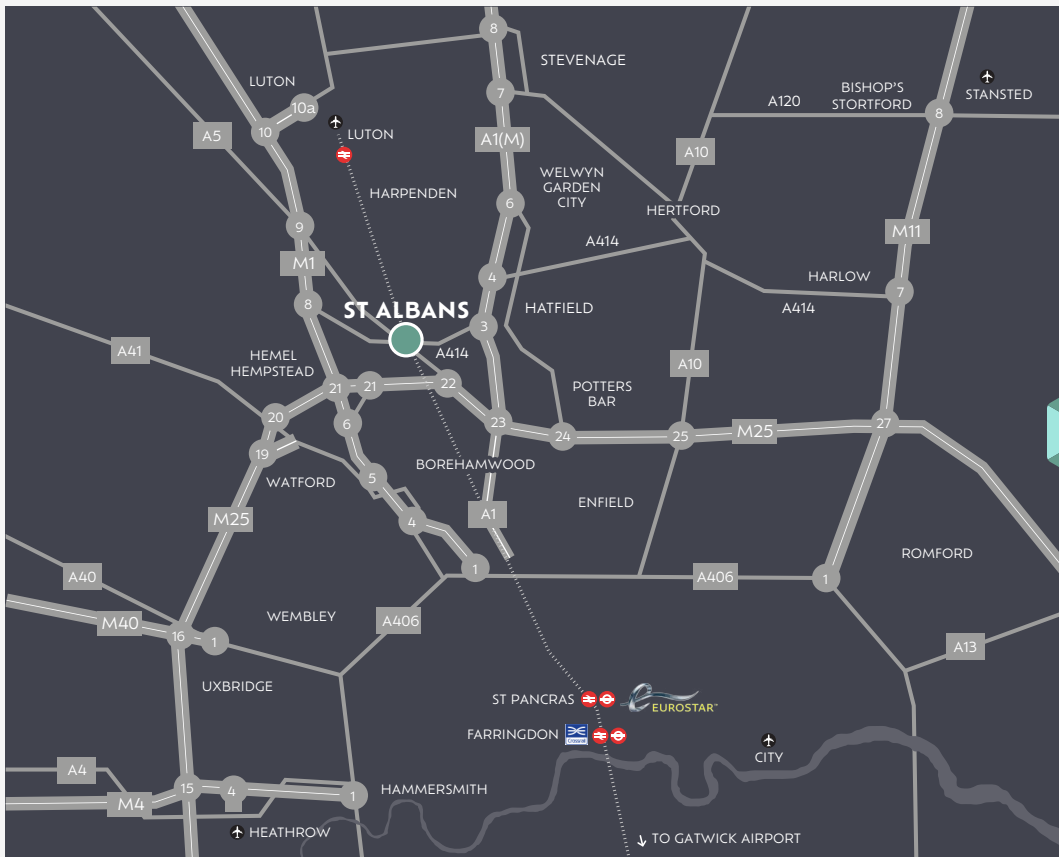 8
STEVENAGE
LUTON
BISHOP'S
STORTFORD
STANSTED
7
10a
A120
8
10
A5
LUTON
A1(M)
A10
HARPENDEN
WELWYN
GARDEN
CITY
6
HERTFORD
9
M11
A414
M1
4
HARLOW
7
8
ST ALBANS
HATFIELD
A414
3
A41
A414
HEMEL
HEMPSTEAD
A10
21
21
22
POTTERS
BAR
20
6
23
24
25
M25
27
19
BOREHAMWOOD
WATFORD
5
ENFIELD
M25
4
A1
ROMFORD
A40
1
A406
1
WEMBLEY
M40
A406
16
1
A13
UXBRIDGE
ST PANCRAS
e
EUROSTAR™
FARRINGDON
Crossrail
CITY
A4
15
4
HAMMERSMITH
1
M4
HEATHROW
TO GATWICK AIRPORT